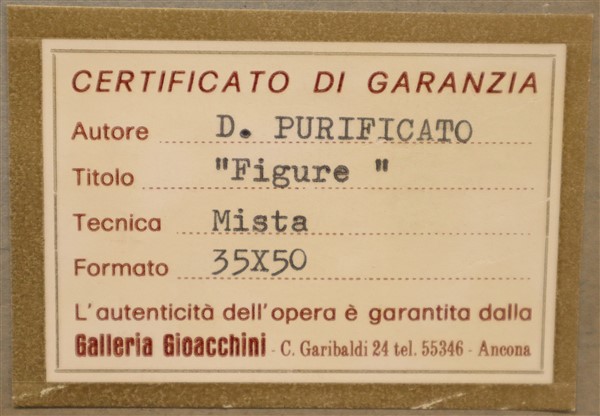 CERTIFICATO DI GARANZIA
Autore D. PURIFICATO
Titolo "Figure "
Tecnica Mista
Formato 35X50
L'autenticità dell'opera è garantita dalla
Galleria Gioacchini - C. Garibaldi 24 tel. 55346 - Ancona